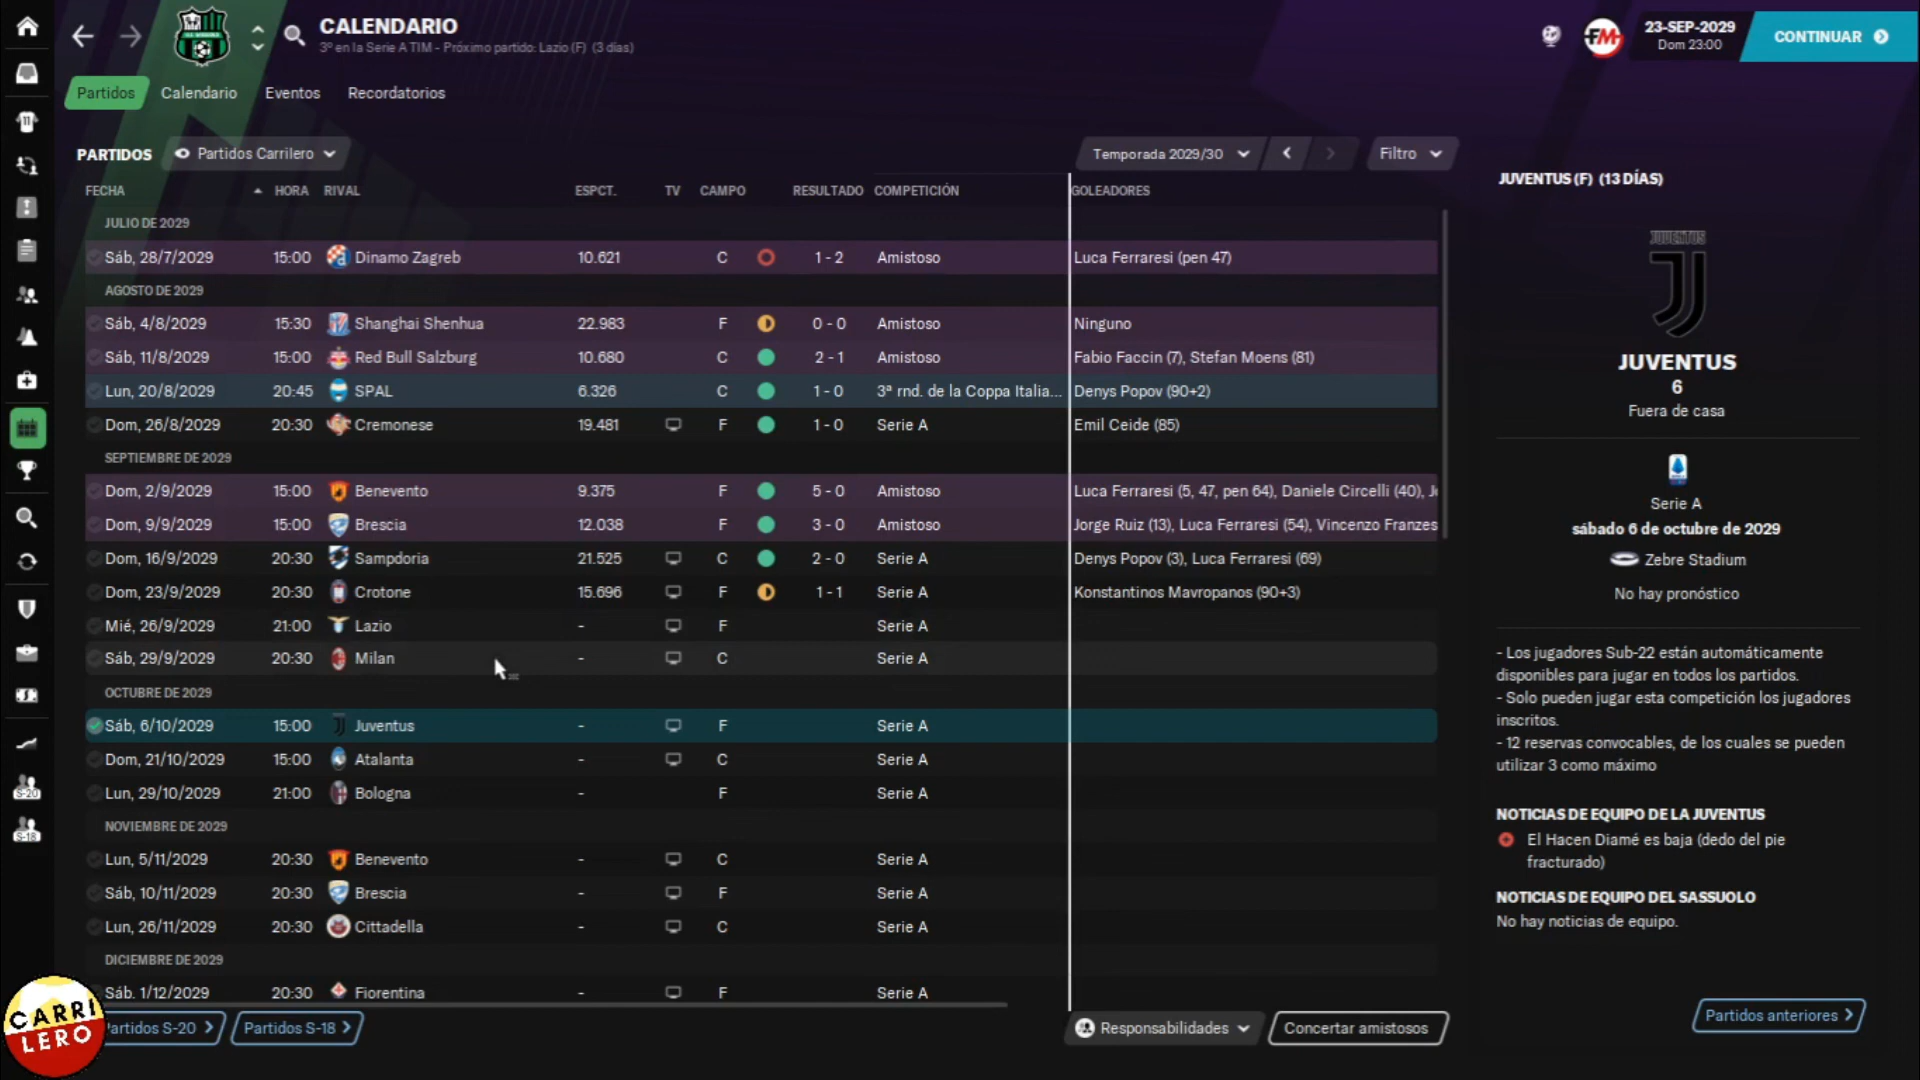 CALENDARIO
3º en la Serie A TIM - Próximo partido: Lazio (F) (3 días)
FM
23-SEP-2029
Dom 23:00
CONTINUAR
Partidos
Calendario
Eventos
Recordatorios
PARTIDOS
Partidos Carrilero
Temporada 2029/30
Filtro
FECHA HORA RIVAL ESPCT. TV CAMPO RESULTADO COMPETICIÓN GOLEADORES
JULIO DE 2029
Sáb, 28/7/2029 15:00 Dinamo Zagreb 10.621 C 1 - 2 Amistoso Luca Ferraresi (pen 47)
AGOSTO DE 2029
Sáb, 4/8/2029 15:30 Shanghai Shenhua 22.983 F 0 - 0 Amistoso Ninguno
Sáb, 11/8/2029 15:00 Red Bull Salzburg 10.680 C 2 - 1 Amistoso Fabio Faccin (7), Stefan Moens (81)
Lun, 20/8/2029 20:45 SPAL 6.326 C 1 - 0 3ª rnd. de la Coppa Italia... Denys Popov (90+2)
Dom, 26/8/2029 20:30 Cremonese 19.481 F 1 - 0 Serie A Emil Ceide (85)
SEPTIEMBRE DE 2029
Dom, 2/9/2029 15:00 Benevento 9.375 F 5 - 0 Amistoso Luca Ferraresi (5, 47, pen 64), Daniele Circelli (40),
Dom, 9/9/2029 15:00 Brescia 12.038 F 3 - 0 Amistoso Jorge Ruiz (13), Luca Ferraresi (54), Vincenzo Franzes
Dom, 16/9/2029 20:30 Sampdoria 21.525 C 2 - 0 Serie A Denys Popov (3), Luca Ferraresi (69)
Dom, 23/9/2029 20:30 Crotone 15.696 F 1 - 1 Serie A Konstantinos Mavropanos (90+3)
Mié, 26/9/2029 21:00 Lazio - F Serie A
Sáb, 29/9/2029 20:30 Milan - C Serie A
OCTUBRE DE 2029
Sáb, 6/10/2029 15:00 Juventus - F Serie A
Dom, 21/10/2029 15:00 Atalanta - C Serie A
Lun, 29/10/2029 21:00 Bologna - F Serie A
NOVIEMBRE DE 2029
Lun, 5/11/2029 20:30 Benevento - C Serie A
Sáb, 10/11/2029 20:30 Brescia - F Serie A
Lun, 26/11/2029 20:30 Cittadella - C Serie A
DICIEMBRE DE 2029
Sáb. 1/12/2029 20:30 Fiorentina - F Serie A
JUVENTUS (F) (13 DÍAS)
JUVENTUS
JUVENTUS
6
Fuera de casa
Serie A
sábado 6 de octubre de 2029
Zebre Stadium
No hay pronóstico
- Los jugadores Sub-22 están automáticamente
disponibles para jugar en todos los partidos.
- Solo pueden jugar esta competición los jugadores
inscritos.
- 12 reservas convocables, de los cuales se pueden
utilizar 3 como máximo
NOTICIAS DE EQUIPO DE LA JUVENTUS
El Hacen Diamé es baja (dedo del pie
fracturado)
NOTICIAS DE EQUIPO DEL SASSUOLO
No hay noticias de equipo.
Partidos anteriores
S-20
S-18
CARRI
LERO
artidos S-20
Partidos S-18
Responsabilidades
Concertar amistosos